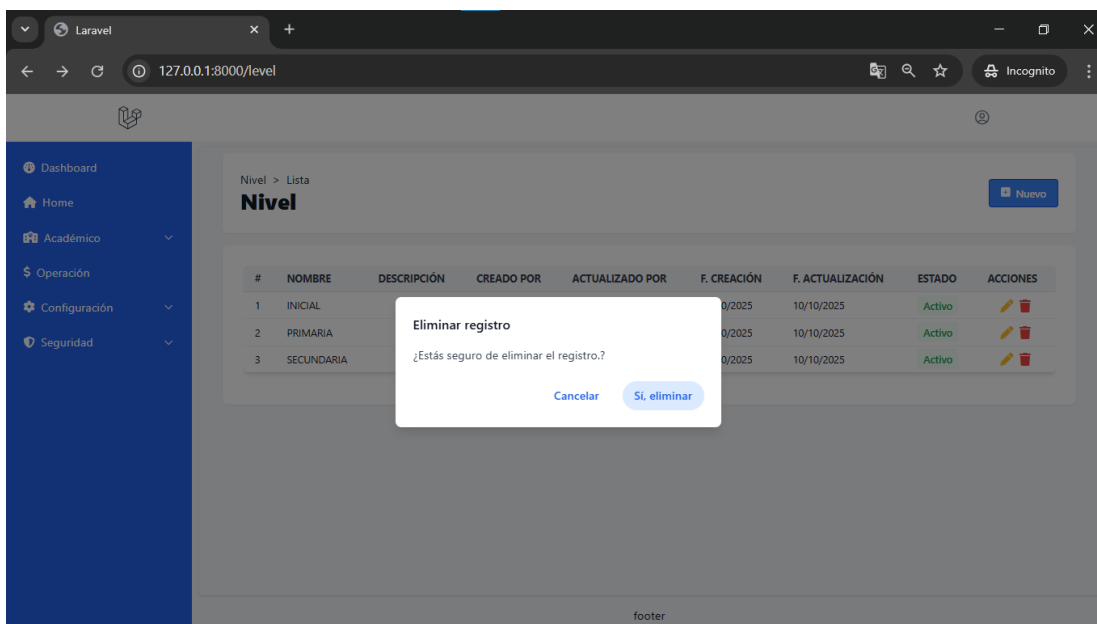 Laravel
127.0.0.1:8000/level
Incognito
Dashboard
Home
Académico
$ Operación
Configuración
Seguridad
Nivel > Lista
Nivel
Nuevo
# NOMBRE DESCRIPCIÓN CREADO POR ACTUALIZADO POR F. CREACIÓN F. ACTUALIZACIÓN ESTADO ACCIONES
1 INICIAL 0/2025 10/10/2025 Activo
2 PRIMARIA 0/2025 10/10/2025 Activo
3 SECUNDARIA 0/2025 10/10/2025 Activo
Eliminar registro
¿Estás seguro de eliminar el registro.?
Cancelar Sí, eliminar
footer